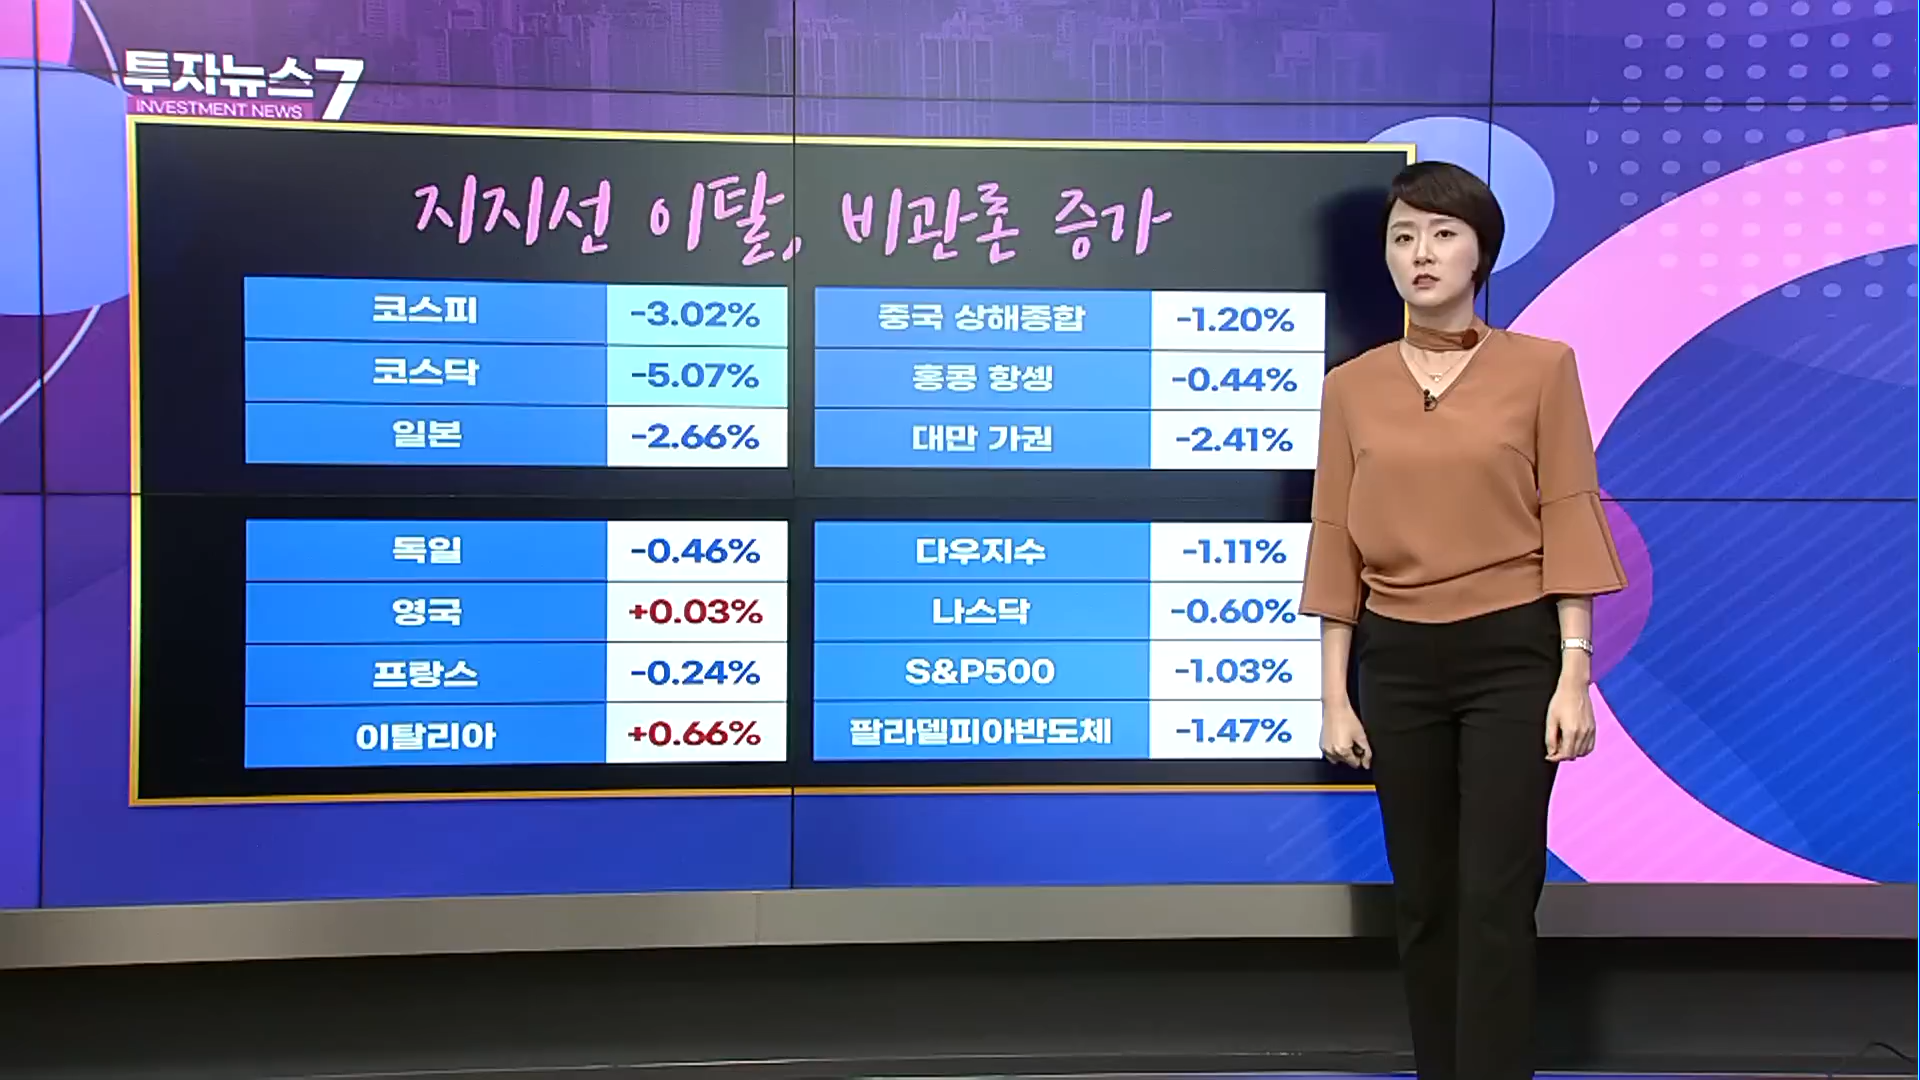 투자뉴스7
INVESTMENT NEWS
지지선 이탈, 비관론 증가
코스피 -3.02%
코스닥 -5.07%
일본 -2.66%
중국 상해종합 -1.20%
홍콩 항셍 -0.44%
대만 가권 -2.41%
독일 -0.46%
영국 +0.03%
프랑스 -0.24%
이탈리아 +0.66%
다우지수 -1.11%
나스닥 -0.60%
S&P500 -1.03%
팔라델피아반도체 -1.47%